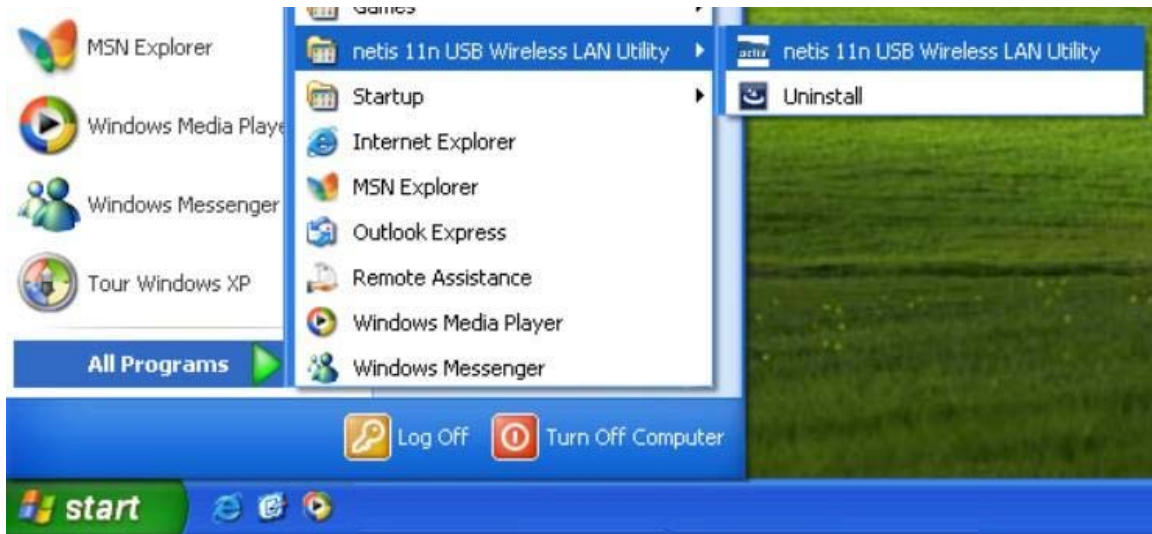 MSN Explorer
Windows Media Playe
Windows Messenger
Tour Windows XP
All Programs
Games
netis 11n USB Wireless LAN Utility
Startup
Internet Explorer
MSN Explorer
Outlook Express
Remote Assistance
Windows Media Player
Windows Messenger
netis 11n USB Wireless LAN Utility
Uninstall
Log Off
Turn Off Computer
start